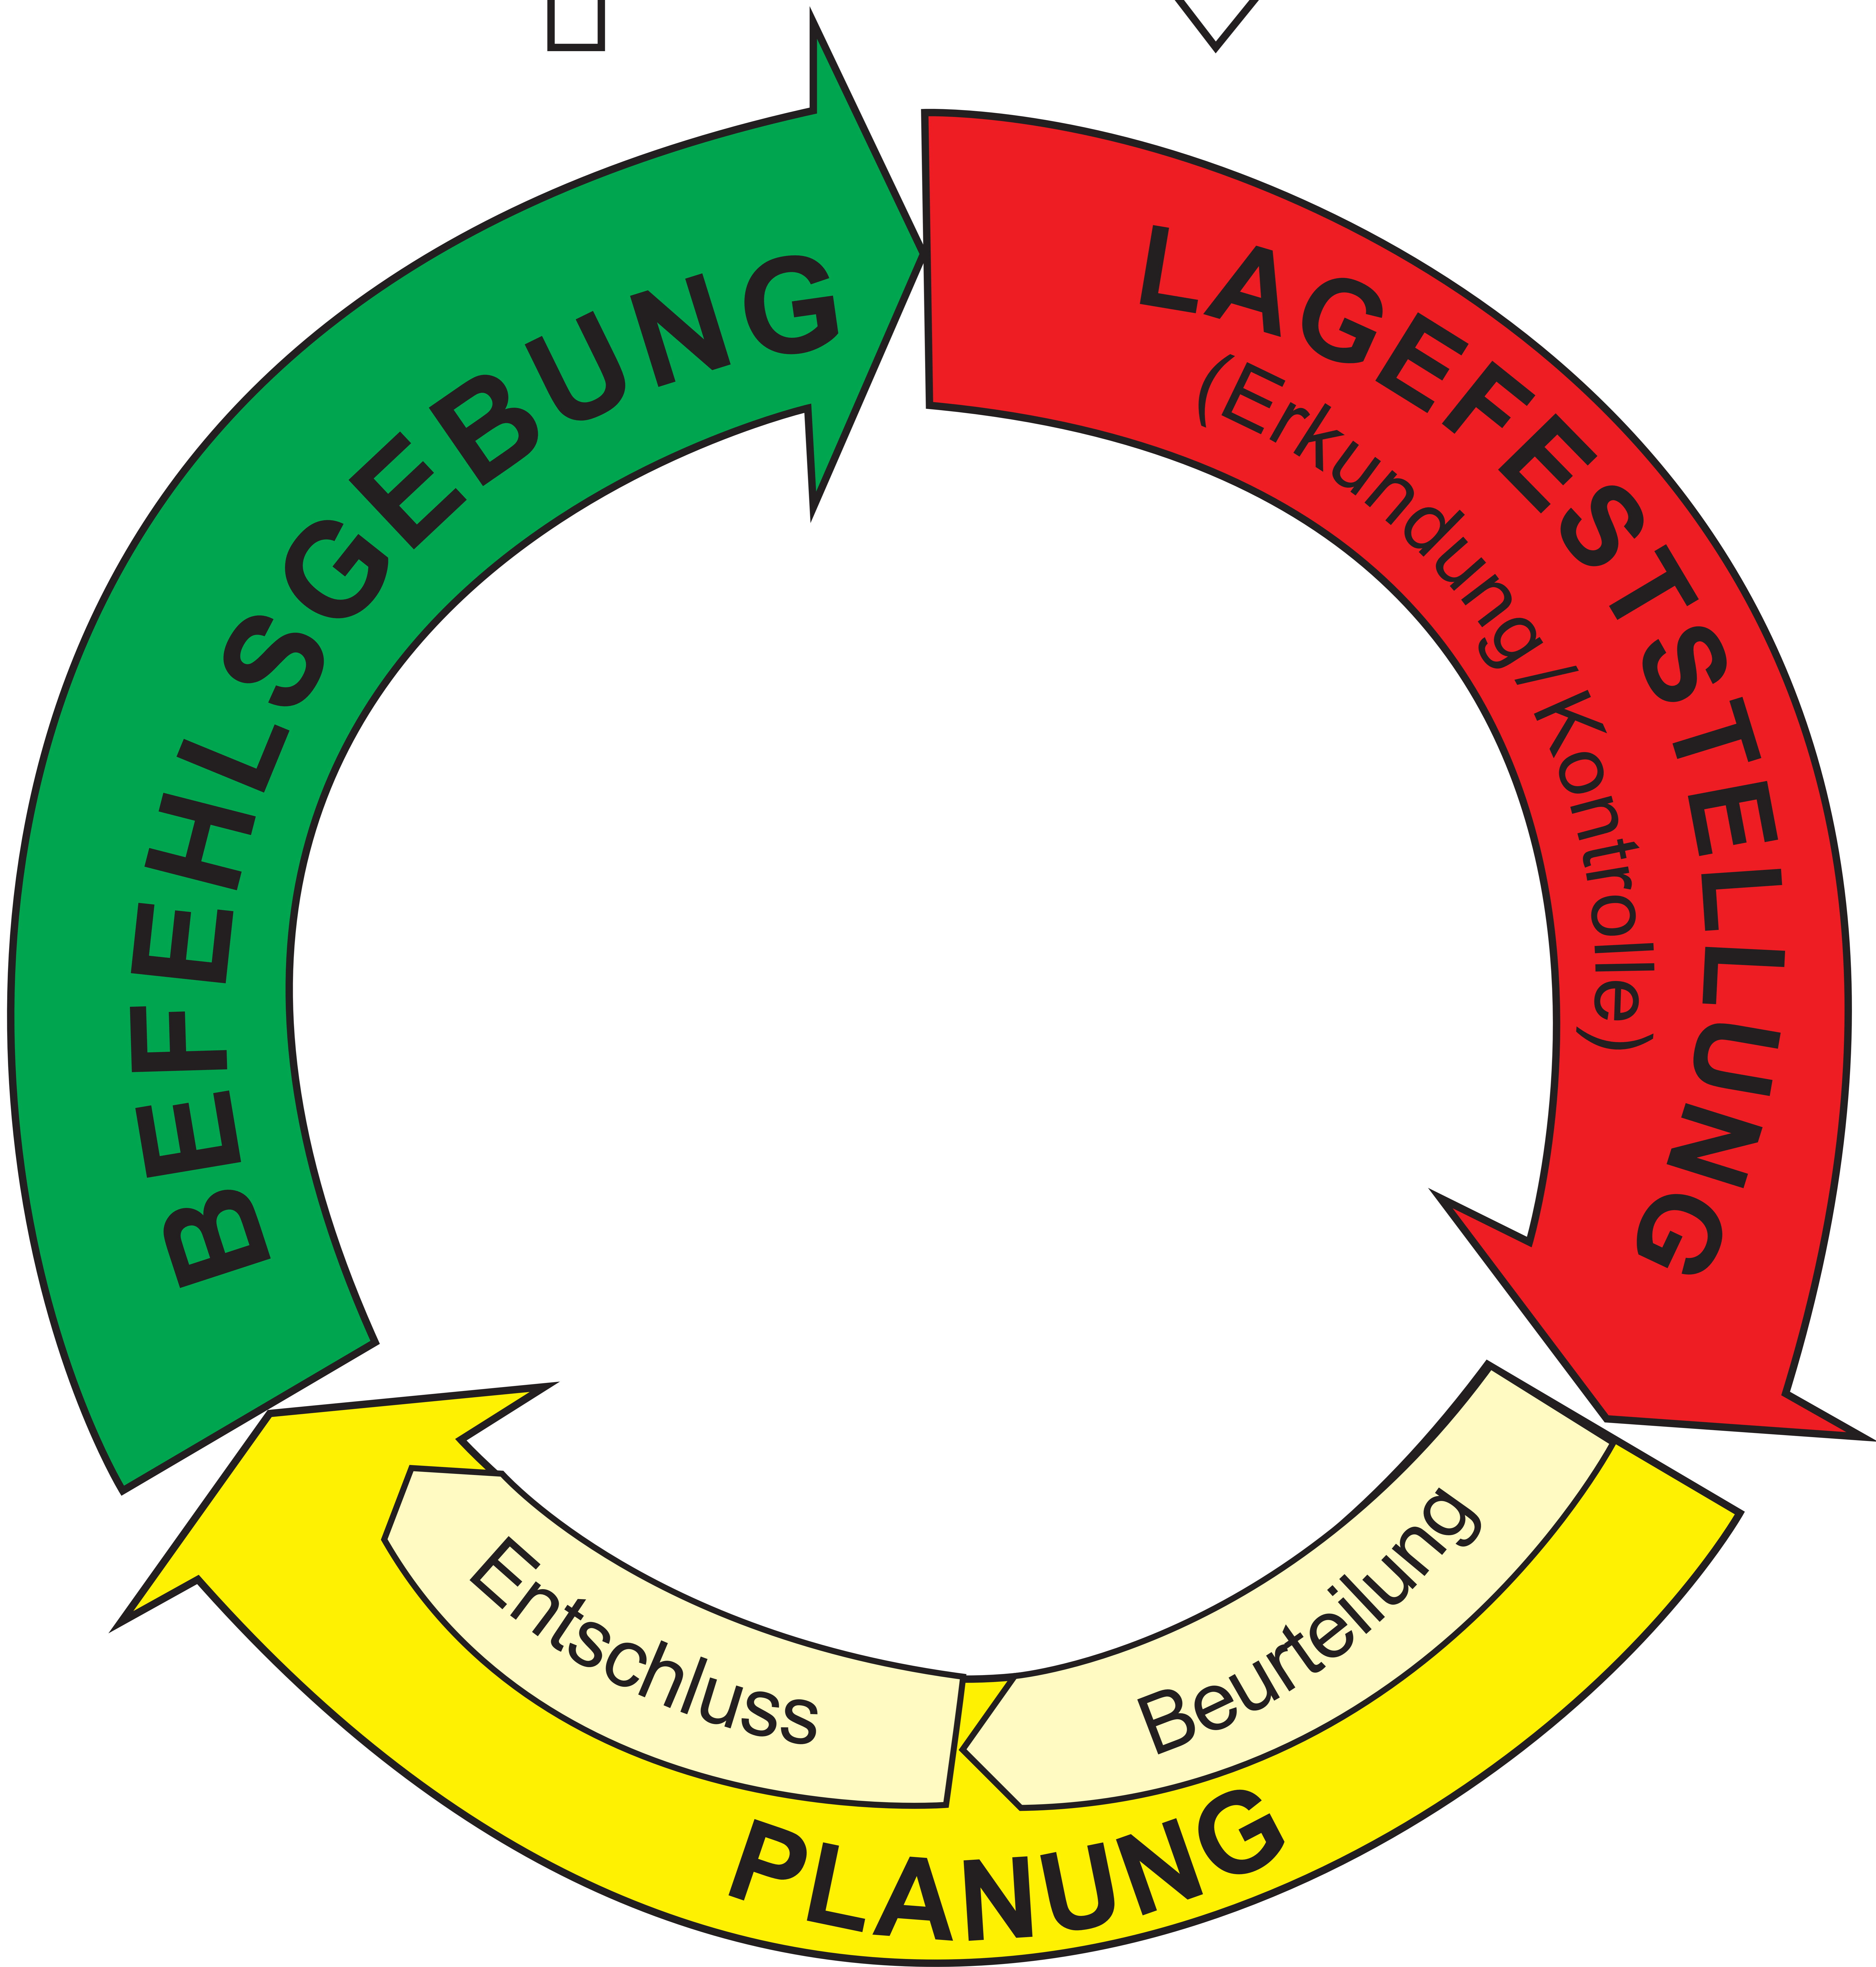 BEFEHLSGEBUNG
LAGEFESTSTELLUNG
(Erkundung/Kontrolle)
Entschluss
Beurteilung
PLANUNG